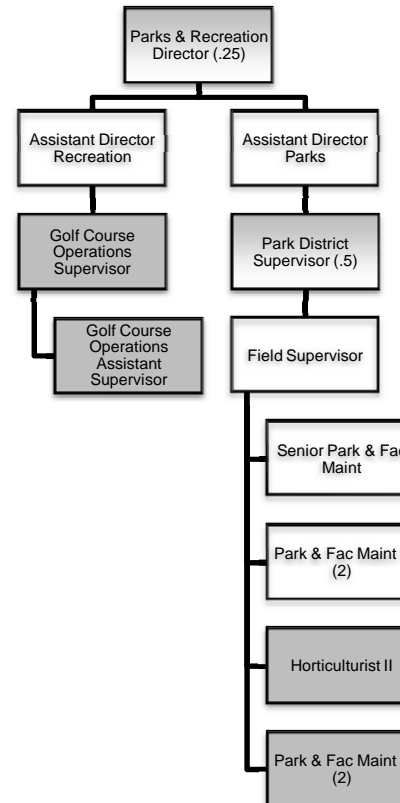 Parks & Recreation
Director (.25)
Assistant Director
Recreation
Assistant Director
Parks
Golf Course
Operations
Supervisor
Park District
Supervisor (.5)
Golf Course
Operations
Assistant
Supervisor
Field Supervisor
Senior Park & Fac
Maint
Park & Fac Maint
(2)
Horticulturist II
Park & Fac Maint
(2)